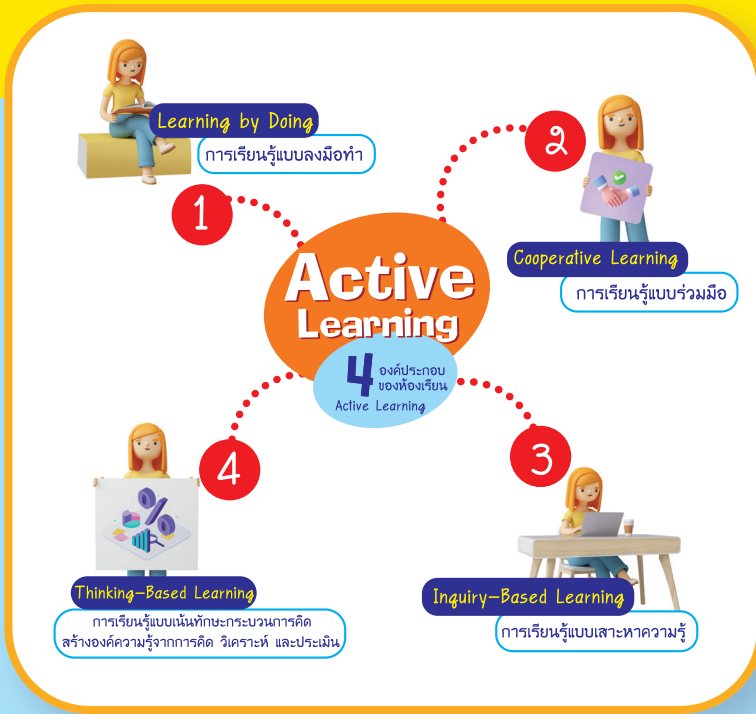 Active
Learning
4 องค์ประกอบ
ของห้องเรียน
Active Learning
1
Learning by Doing
การเรียนรู้แบบลงมือทำ
2
Cooperative Learning
การเรียนรู้แบบร่วมมือ
3
Inquiry-Based Learning
การเรียนรู้แบบเสาะหาความรู้
4
Thinking-Based Learning
การเรียนรู้แบบเน้นทักษะกระบวนการคิด
สร้างองค์ความรู้จากการคิด วิเคราะห์ และประเมิน
%